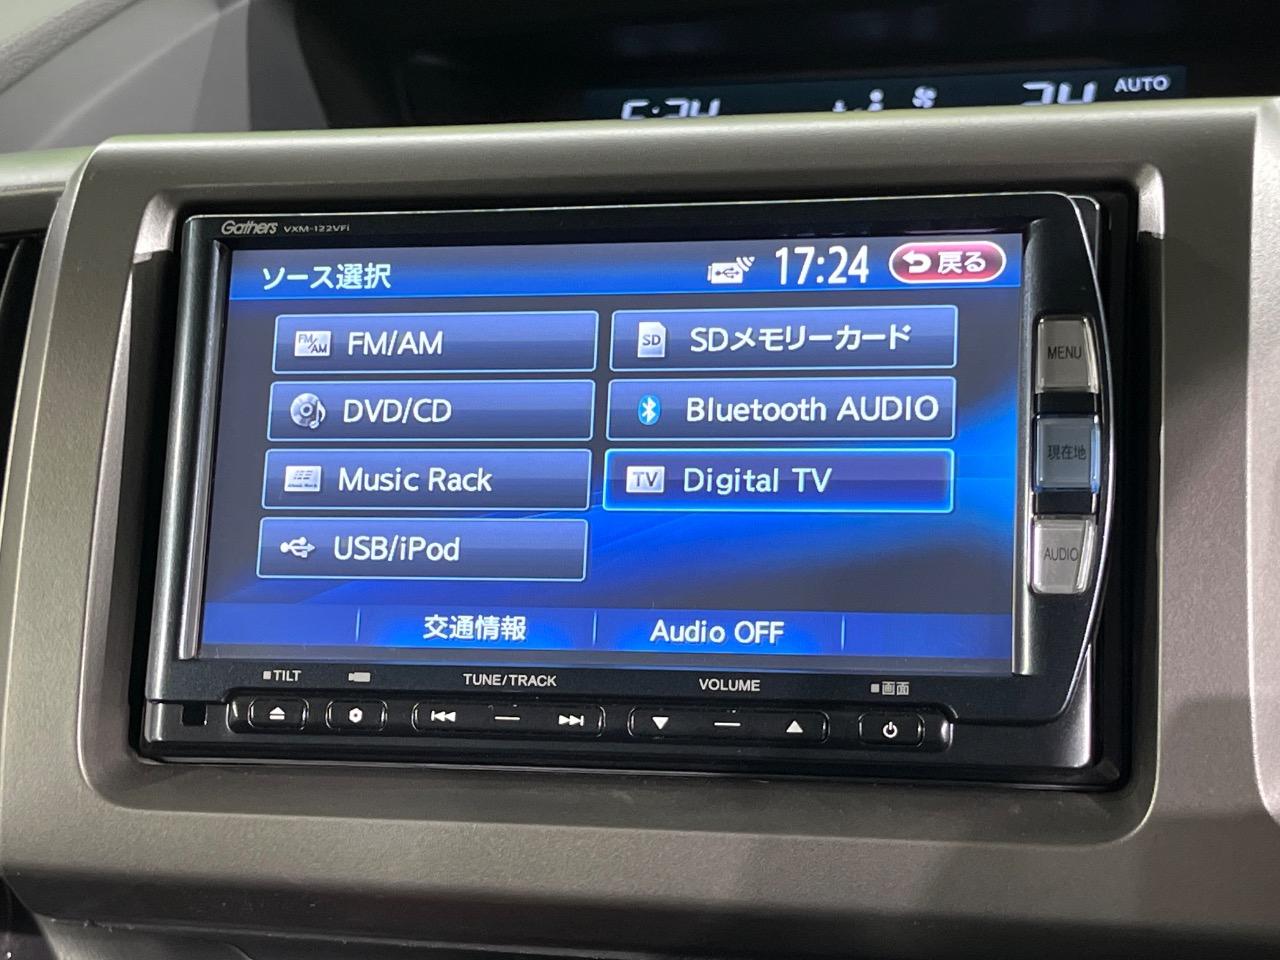 AUTO
Gathers VXM-122VFi
ソース選択 17:24 戻る
FM/AM FM/AM SD SDメモリーカード
DVD/CD Bluetooth AUDIO
Music Rack TV Digital TV
USB/iPod
交通情報 Audio OFF
MENU
現在地
AUDIO
TILT TUNE/TRACK VOLUME 画面